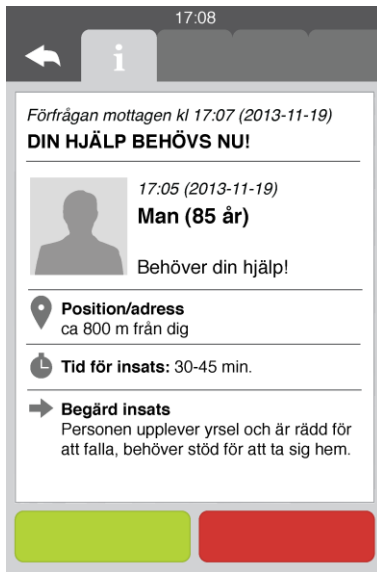 17:08
i
Förfrågan mottagen kl 17:07 (2013-11-19)
DIN HJÄLP BEHÖVS NU!
17:05 (2013-11-19)
Man (85 år)
Behöver din hjälp!
Position/adress
ca 800 m från dig
Tid för insats: 30-45 min.
Begärd insats
Personen upplever yrsel och är rädd för
att falla, behöver stöd för att ta sig hem.